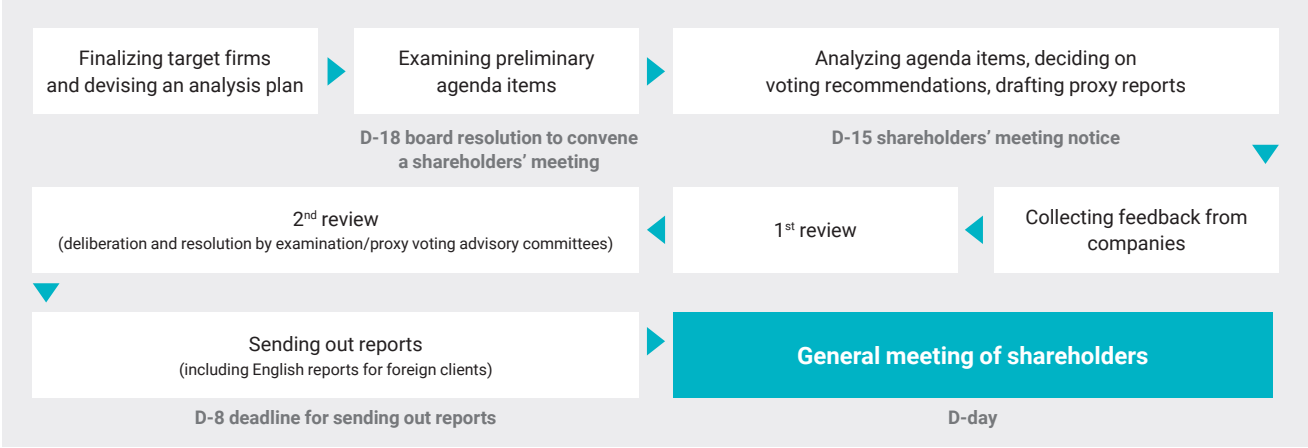 Finalizing target firms
and devising an analysis plan
Examining preliminary
agenda items
Analyzing agenda items, deciding on
voting recommendations, drafting proxy reports
D-18 board resolution to convene
a shareholders’ meeting
D-15 shareholders’ meeting notice
Collecting feedback from
companies
1st review
2nd review
(deliberation and resolution by examination/proxy voting advisory committees)
Sending out reports
(including English reports for foreign clients)
General meeting of shareholders
D-8 deadline for sending out reports
D-day